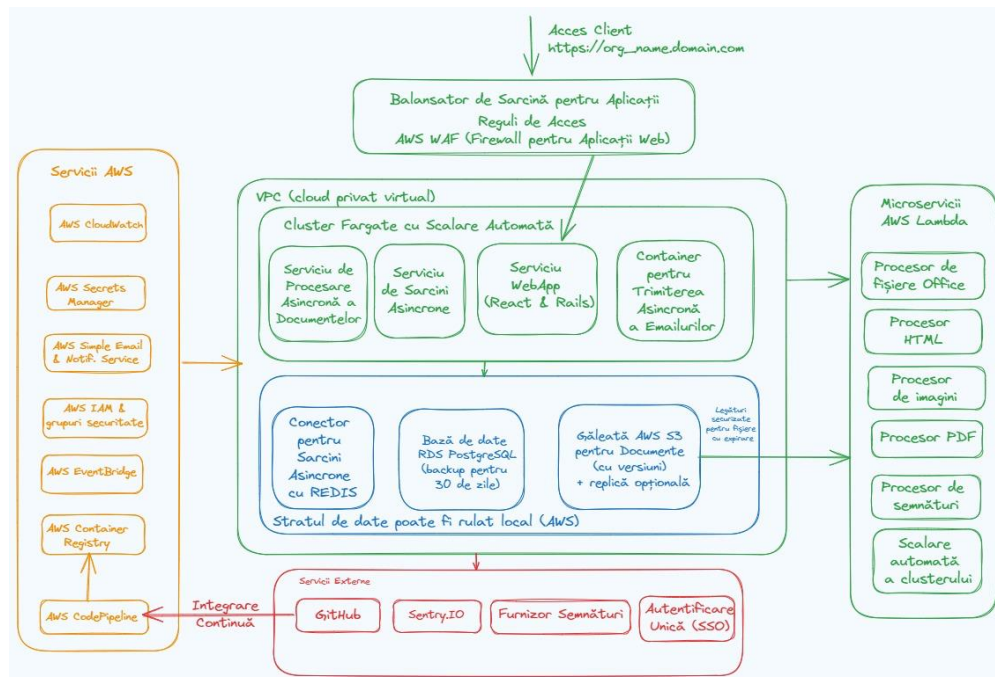 Acces Client
https://org_name.domain.com
Balansator de Sarcină pentru Aplicații
Reguli de Acces
AWS WAF (Firewall pentru Aplicații Web)
Servicii AWS
AWS CloudWatch
AWS Secrets
Manager
AWS Simple Email
& Notif. Service
AWS IAM &
grupuri securitate
AWS EventBridge
AWS Container
Registry
AWS CodePipeline
VPC (cloud privat virtual)
Cluster Fargate cu Scalare Automată
Serviciu de
Procesare
Asincronă a
Documentelor
Serviciu
de Sarcini
Asincrone
Serviciu
WebApp
(React & Rails)
Container
pentru
Trimiterea
Asincronă
a Emailurilor
Conector
pentru
Sarcini
Asincrone
cu REDIS
Bază de date
RDS PostgreSQL
(backup pentru
30 de zile)
Găleată AWS S3
pentru Documente
(cu versiuni)
+ replică opțională
Legături
securizate
pentru fișiere
cu expirare
Stratul de date poate fi rulat local (AWS)
Microservicii
AWS Lambda
Procesor de
fișiere Office
Procesor
HTML
Procesor
de imagini
Procesor PDF
Procesor de
semnături
Scalare
automată
a clusterului
Servicii Externe
Integrare
Continuă
GitHub
Sentry.IO
Furnizor Semnături
Autentificare
Unică (SSO)